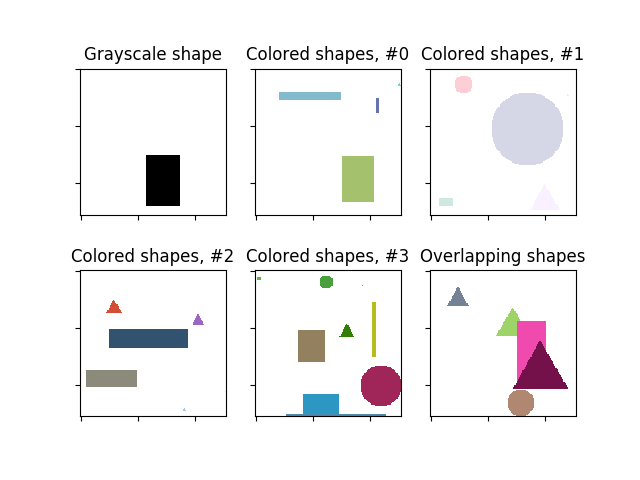 Grayscale shape
Colored shapes, #0
Colored shapes, #1
Colored shapes, #2
Colored shapes, #3
Overlapping shapes